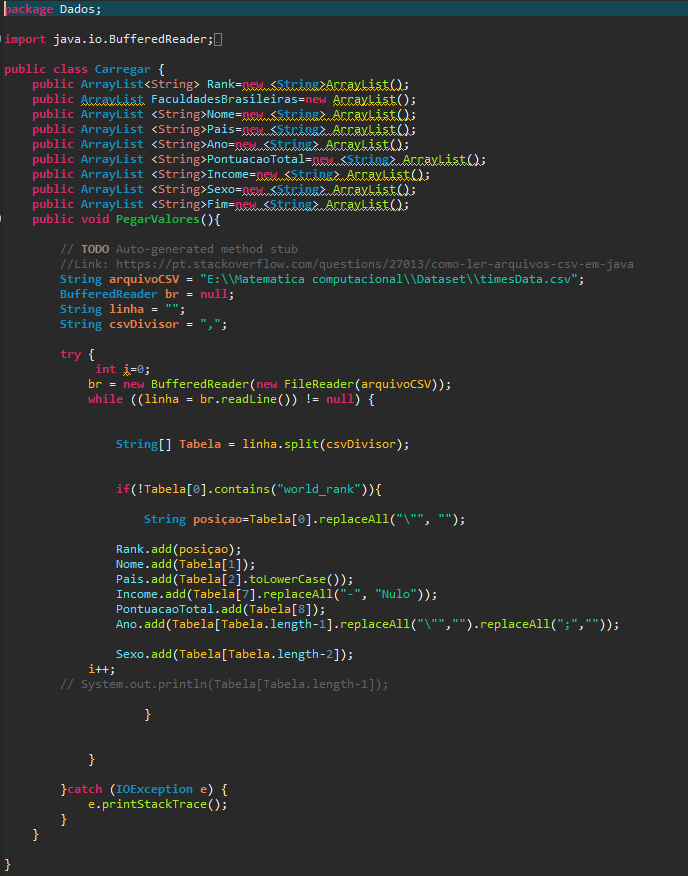 package Dados;
import java.io.BufferedReader;
public class Carregar {
public ArrayList<String> Rank=new <String>ArrayList();
public ArrayList FaculdadesBrasileiras=new ArrayList();
public ArrayList <String>Nome=new <String> ArrayList();
public ArrayList <String>Pais=new <String> ArrayList();
public ArrayList <String>Ano=new <String> ArrayList();
public ArrayList <String>PontuacaoTotal=new <String> ArrayList();
public ArrayList <String>Income=new <String> ArrayList();
public ArrayList <String>Sexo=new <String> ArrayList();
public ArrayList <String>Fim=new <String> ArrayList();
public void PegarValores(){
// TODO Auto-generated method stub
//Link: https://pt.stackoverflow.com/questions/27013/como-ler-arquivos-csv-em-java
String arquivoCSV = "E:\\Matematica computacional\\Dataset\\timesData.csv";
BufferedReader br = null;
String linha = "";
String csvDivisor = ",";
try {
int i=0;
br = new BufferedReader(new FileReader(arquivoCSV));
while ((linha = br.readLine()) != null) {
String[] Tabela = linha.split(csvDivisor);
if(!Tabela[0].contains("world_rank")){
String posiçao=Tabela[0].replaceAll("\"", "");
Rank.add(posiçao);
Nome.add(Tabela[1]);
Pais.add(Tabela[2].toLowerCase());
Income.add(Tabela[7].replaceAll("-", "Nulo"));
PontuacaoTotal.add(Tabela[8]);
Ano.add(Tabela[Tabela.length-1].replaceAll("\"","").replaceAll(";",""));
Sexo.add(Tabela[Tabela.length-2]);
i++;
// System.out.println(Tabela[Tabela.length-1]);
}
}
}catch (IOException e) {
e.printStackTrace();
}
}
}